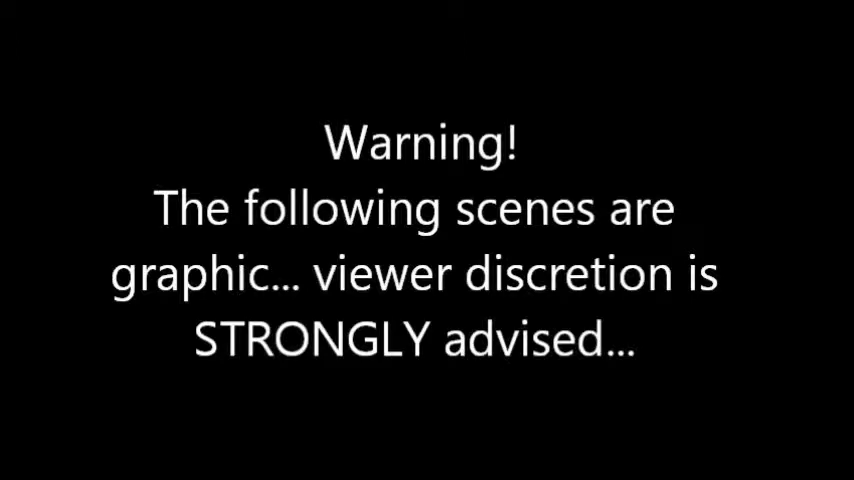 Warning!
The following scenes are
graphic... viewer discretion is
STRONGLY advised...